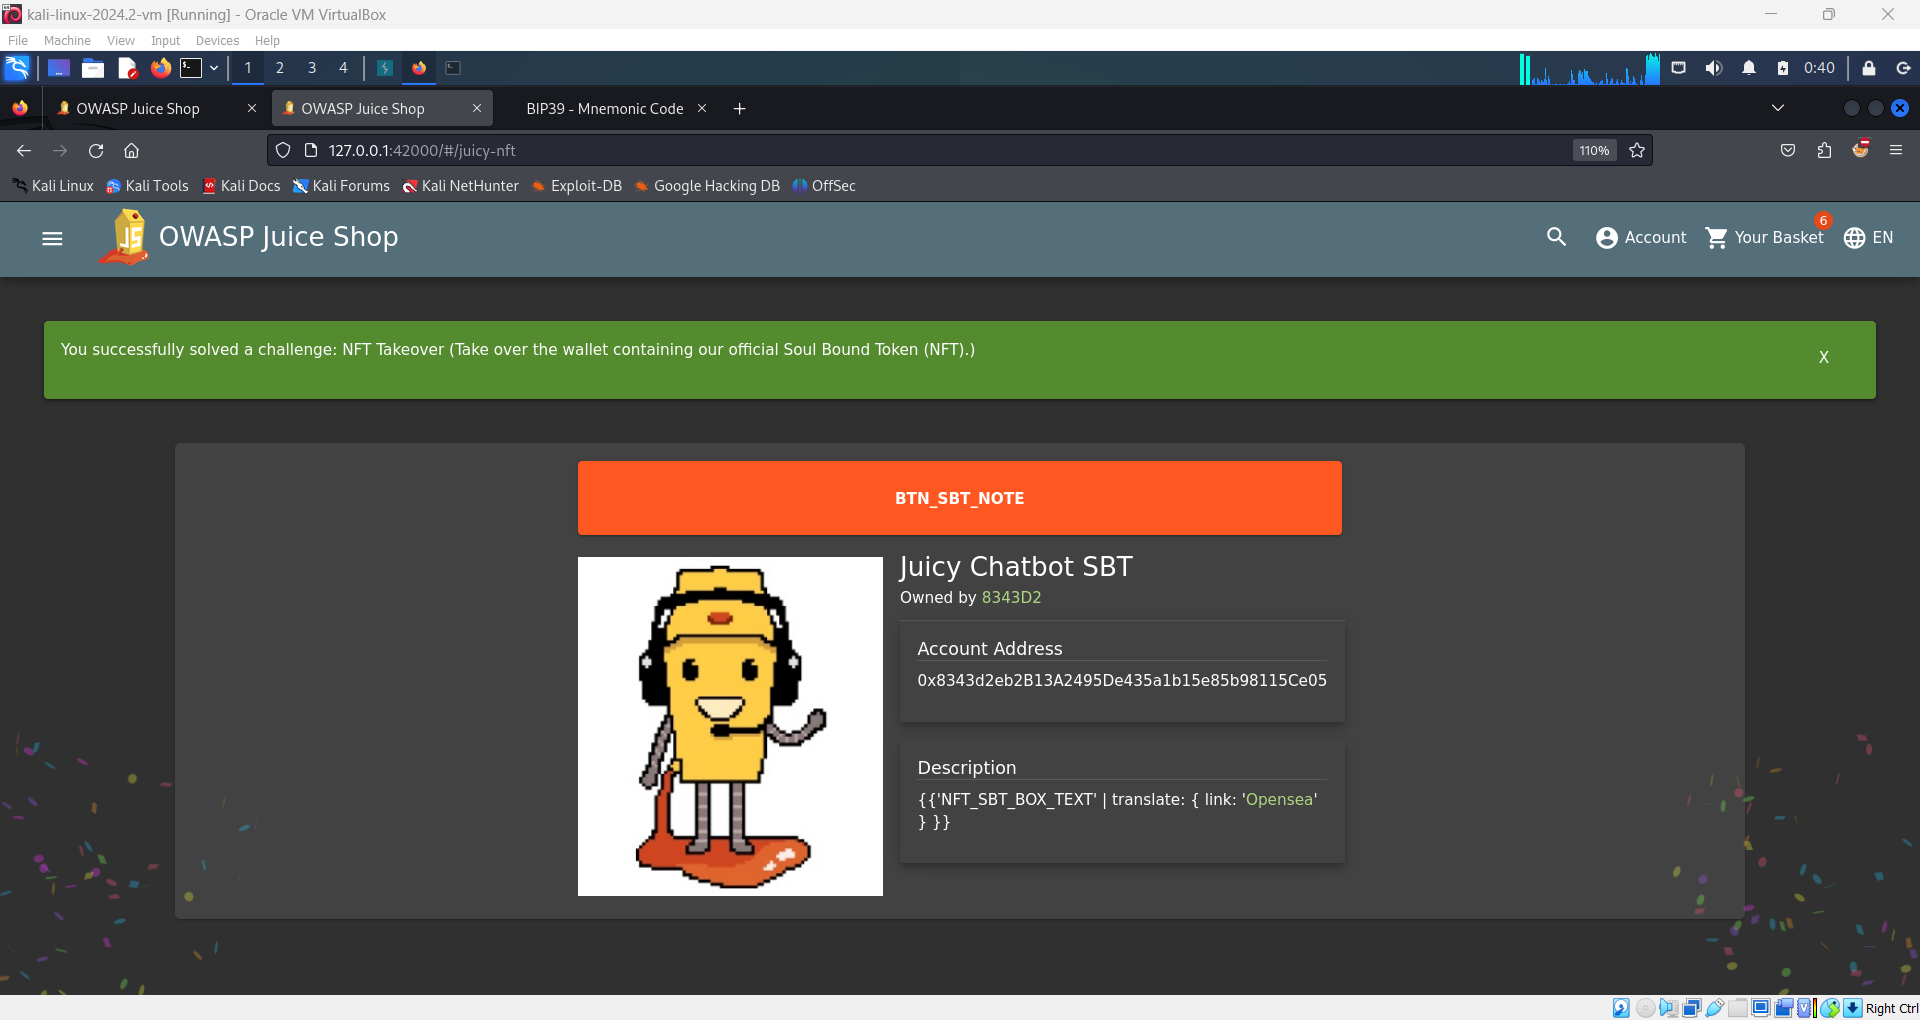 kali-linux-2024.2-vm [Running] - Oracle VM VirtualBox
File Machine View Input Devices Help
1 2 3 4 0:40
OWASP Juice Shop × OWASP Juice Shop × BIP39 - Mnemonic Code × +
127.0.0.1:42000/#/juicy-nft 110%
Kali Linux Kali Tools Kali Docs Kali Forums Kali NetHunter Exploit-DB Google Hacking DB OffSec
JS OWASP Juice Shop Account Your Basket 6 EN
You successfully solved a challenge: NFT Takeover (Take over the wallet containing our official Soul Bound Token (NFT).) X
BTN_SBT_NOTE
Juicy Chatbot SBT
Owned by 8343D2
Account Address
0x8343d2eb2B13A2495De435a1b15e85b98115Ce05
Description
{{'NFT_SBT_BOX_TEXT' | translate: { link: 'Opensea'
} }}
Right Ctrl